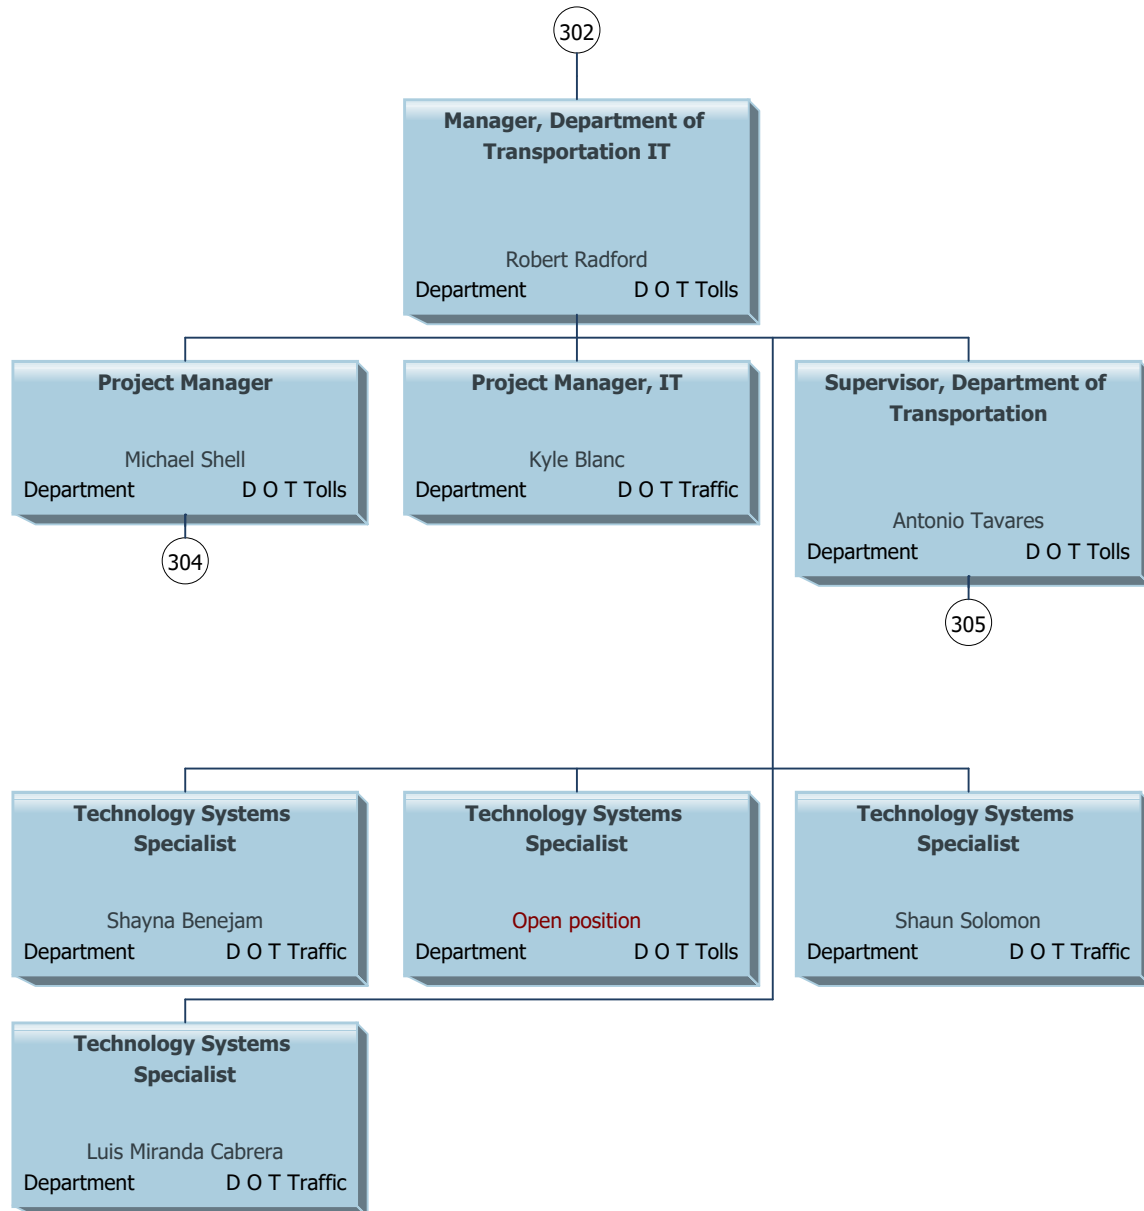 302
Manager, Department of
Transportation IT
Robert Radford
Department D O T Tolls
Project Manager
Michael Shell
Department D O T Tolls
304
Project Manager, IT
Kyle Blanc
Department D O T Traffic
Supervisor, Department of
Transportation
Antonio Tavares
Department D O T Tolls
305
Technology Systems
Specialist
Shayna Benejam
Department D O T Traffic
Technology Systems
Specialist
Open position
Department D O T Tolls
Technology Systems
Specialist
Shaun Solomon
Department D O T Traffic
Technology Systems
Specialist
Luis Miranda Cabrera
Department D O T Traffic